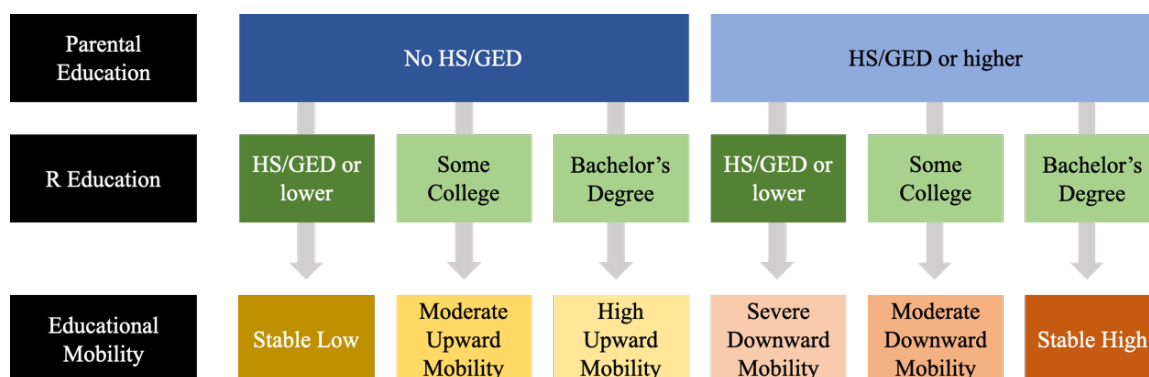 Parental
Education
No HS/GED
HS/GED or higher
R Education
HS/GED or
lower
Some
College
Bachelor’s
Degree
HS/GED or
lower
Some
College
Bachelor’s
Degree
Educational
Mobility
Stable Low
Moderate
Upward
Mobility
High
Upward
Mobility
Severe
Downward
Mobility
Moderate
Downward
Mobility
Stable High